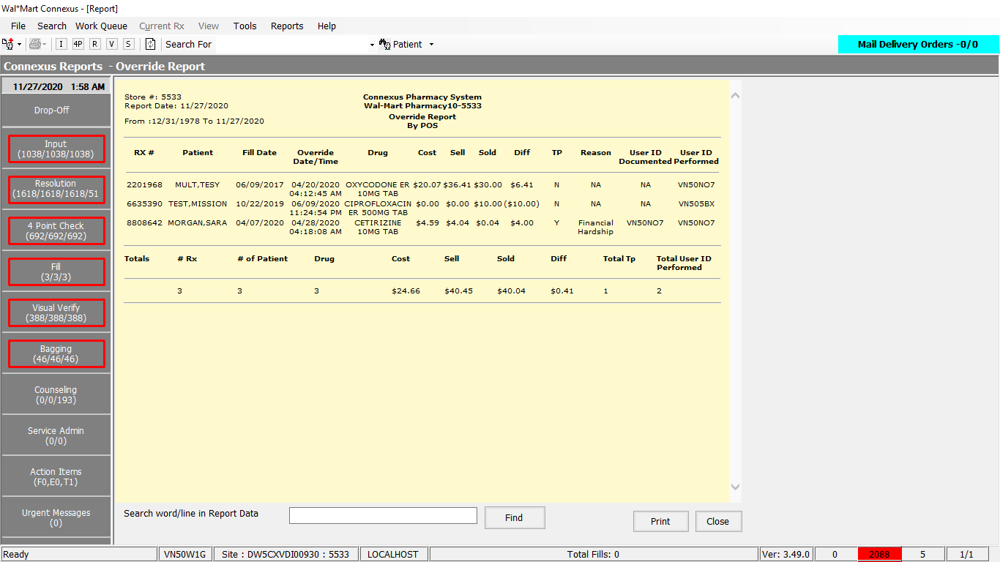 Wal*Mart Connexus - [Report]
File Search Work Queue Current Rx View Tools Reports Help
I 4P R V S Search For Patient Mail Delivery Orders -0/0
Connexus Reports - Override Report
11/27/2020 1:58 AM
Drop-Off
Input
(1038/1038/1038)
Resolution
(1618/1618/1618/51
4 Point Check
(692/692/692)
Fill
(3/3/3)
Visual Verify
(388/388/388)
Bagging
(46/46/46)
Counseling
(0/0/193)
Service Admin
(0/0)
Action Items
(F0,E0,T1)
Urgent Messages
(0)
Store #: 5533
Report Date: 11/27/2020
From :12/31/1978 To 11/27/2020
Connexus Pharmacy System
Wal-Mart Pharmacy10-5533
Override Report
By POS
RX # Patient Fill Date Override Drug Cost Sell Sold Diff TP Reason User ID User ID
Date/Time Documented Performed
2201968 MULT,TESY 06/09/2017 04/20/2020 OXYCODONE ER $20.07 $36.41 $30.00 $6.41 N NA NA VN50NO7
04:12:45 AM 10MG TAB
6635390 TEST,MISSION 10/22/2019 06/09/2020 CIPROFLOXACIN $0.00 $0.00 $10.00 ($10.00) N NA NA VN505BX
11:24:54 PM ER 500MG TAB
8808642 MORGAN,SARA 04/07/2020 04/28/2020 CETIRIZINE $4.59 $4.04 $0.04 $4.00 Y Financial VN50NO7 VN50NO7
04:18:08 AM 10MG TAB Hardship
Totals # Rx # of Patient Drug Cost Sell Sold Diff Total Tp Total User ID
Performed
3 3 3 $24.66 $40.45 $40.04 $0.41 1 2
Search word/line in Report Data Find Print Close
Ready VN50W1G Site : DW5CXVDI00930 : 5533 LOCALHOST Total Fills: 0 Ver: 3.49.0 0 2088 5 1/1